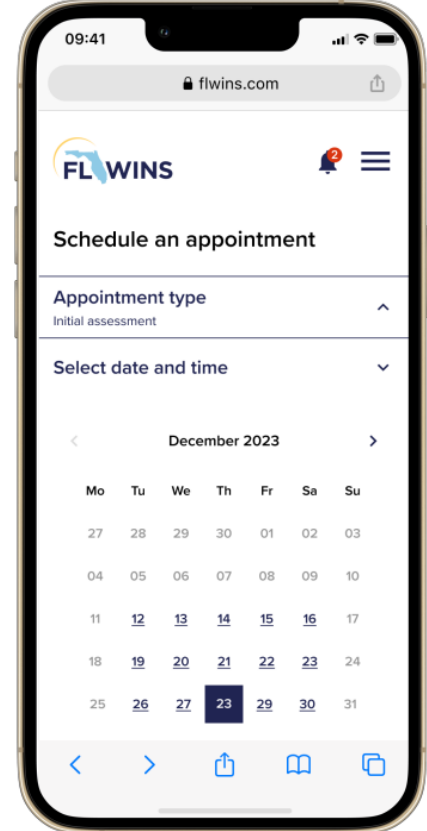 09:41
flwins.com
FL WINS
2
Schedule an appointment
Appointment type
Initial assessment
Select date and time
December 2023
Mo Tu We Th Fr Sa Su
27 28 29 30 01 02 03
04 05 06 07 08 09 10
11 12 13 14 15 16 17
18 19 20 21 22 23 24
25 26 27 23 29 30 31